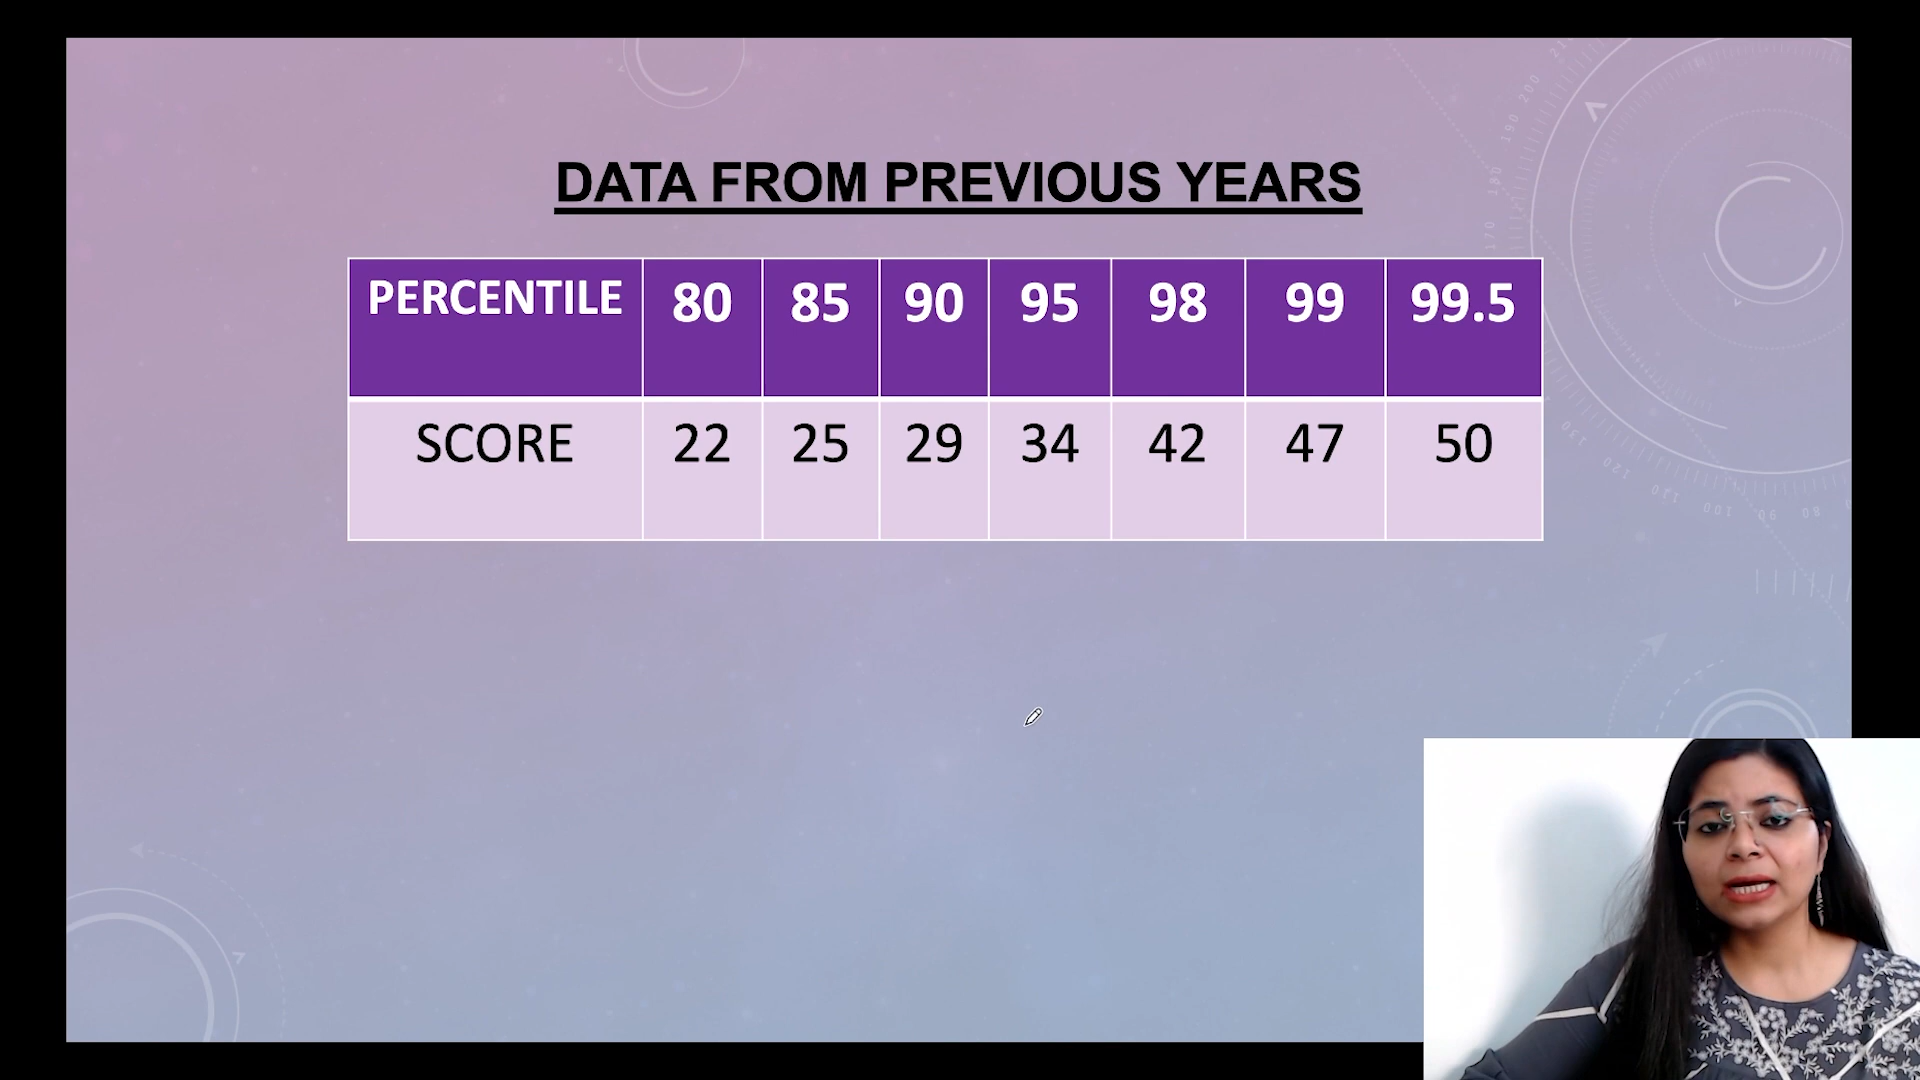 DATA FROM PREVIOUS YEARS
PERCENTILE 80 85 90 95 98 99 99.5
SCORE 22 25 29 34 42 47 50